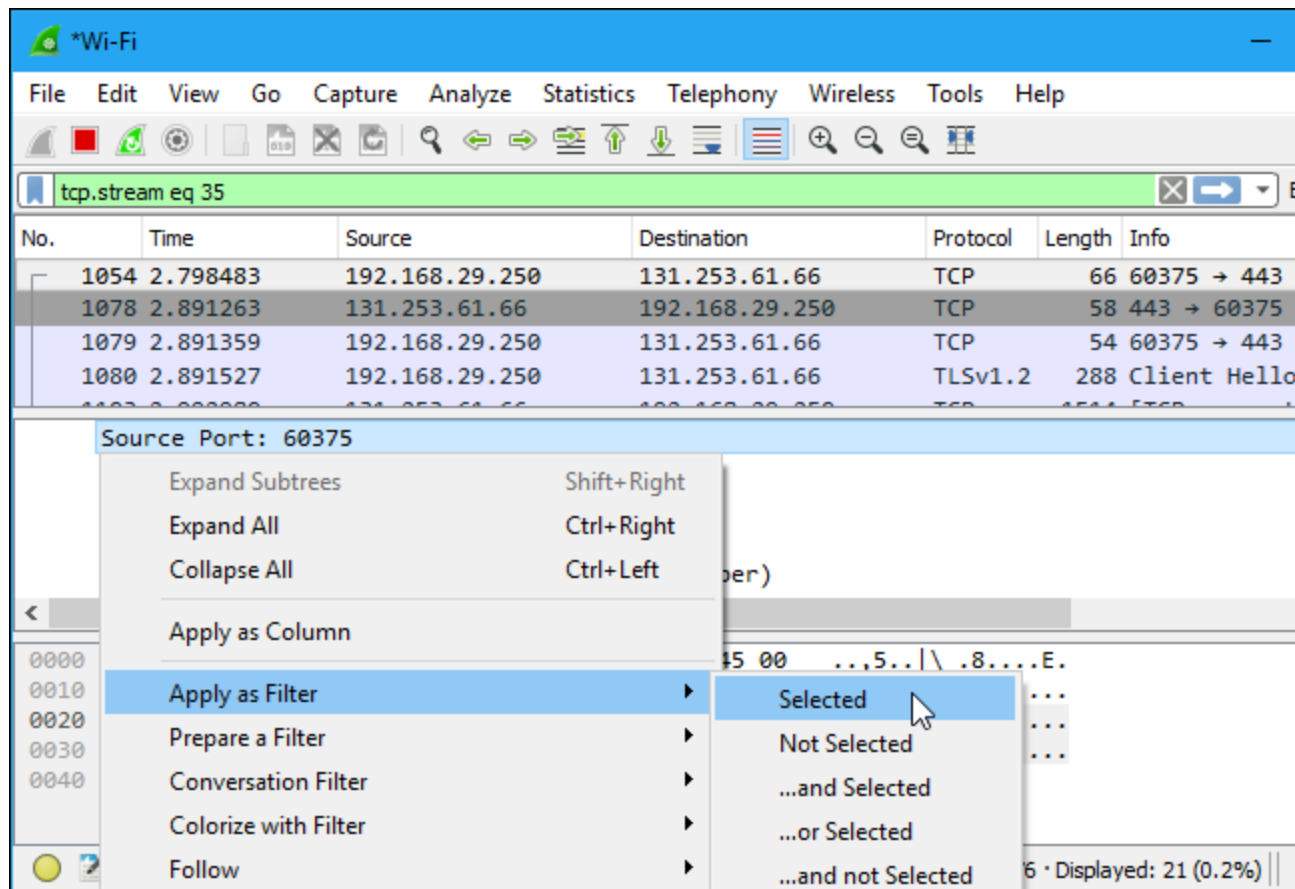 *Wi-Fi
File Edit View Go Capture Analyze Statistics Telephony Wireless Tools Help
tcp.stream eq 35
No. Time Source Destination Protocol Length Info
1054 2.798483 192.168.29.250 131.253.61.66 TCP 66 60375 → 443
1078 2.891263 131.253.61.66 192.168.29.250 TCP 58 443 → 60375
1079 2.891359 192.168.29.250 131.253.61.66 TCP 54 60375 → 443
1080 2.891527 192.168.29.250 131.253.61.66 TLSv1.2 288 Client Hello
Source Port: 60375
Expand Subtrees Shift+Right
Expand All Ctrl+Right
Collapse All Ctrl+Left
ber)
Apply as Column
0000 45 00 ..,5..|\ .8....E.
0010 Apply as Filter Selected ...
0020 ...
Prepare a Filter Not Selected
0030 ...
0040 Conversation Filter ...and Selected
Colorize with Filter ...or Selected
Follow ...and not Selected 6 · Displayed: 21 (0.2%)